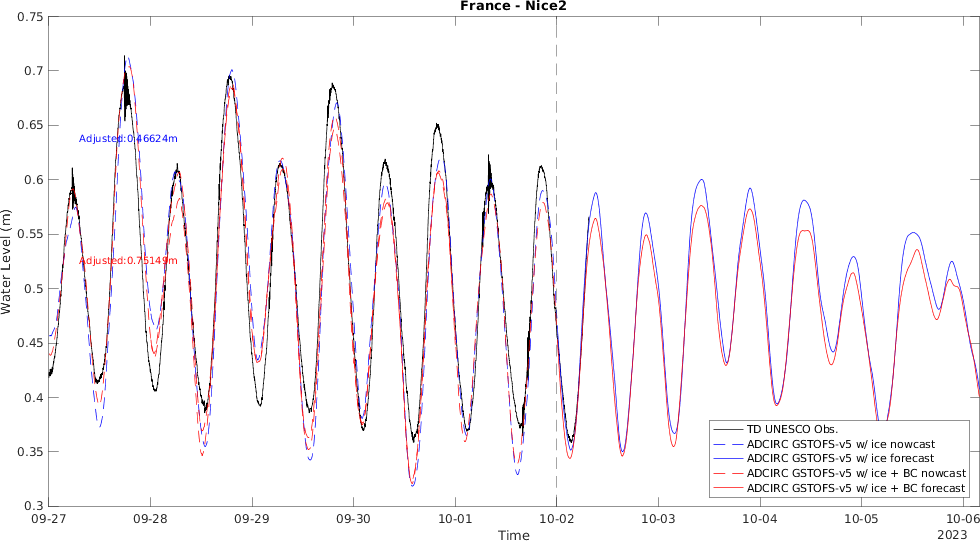 France - Nice2
Water Level (m)
0.75
0.7
0.65
0.6
0.55
0.5
0.45
0.4
0.35
0.3
Adjusted:0.46624m
Adjusted:0.75149m
TD UNESCO Obs.
ADCIRC GSTOFS-v5 w/ ice nowcast
ADCIRC GSTOFS-v5 w/ ice forecast
ADCIRC GSTOFS-v5 w/ ice + BC nowcast
ADCIRC GSTOFS-v5 w/ ice + BC forecast
09-27 09-28 09-29 09-30 10-01 10-02 10-03 10-04 10-05 10-06
Time
2023